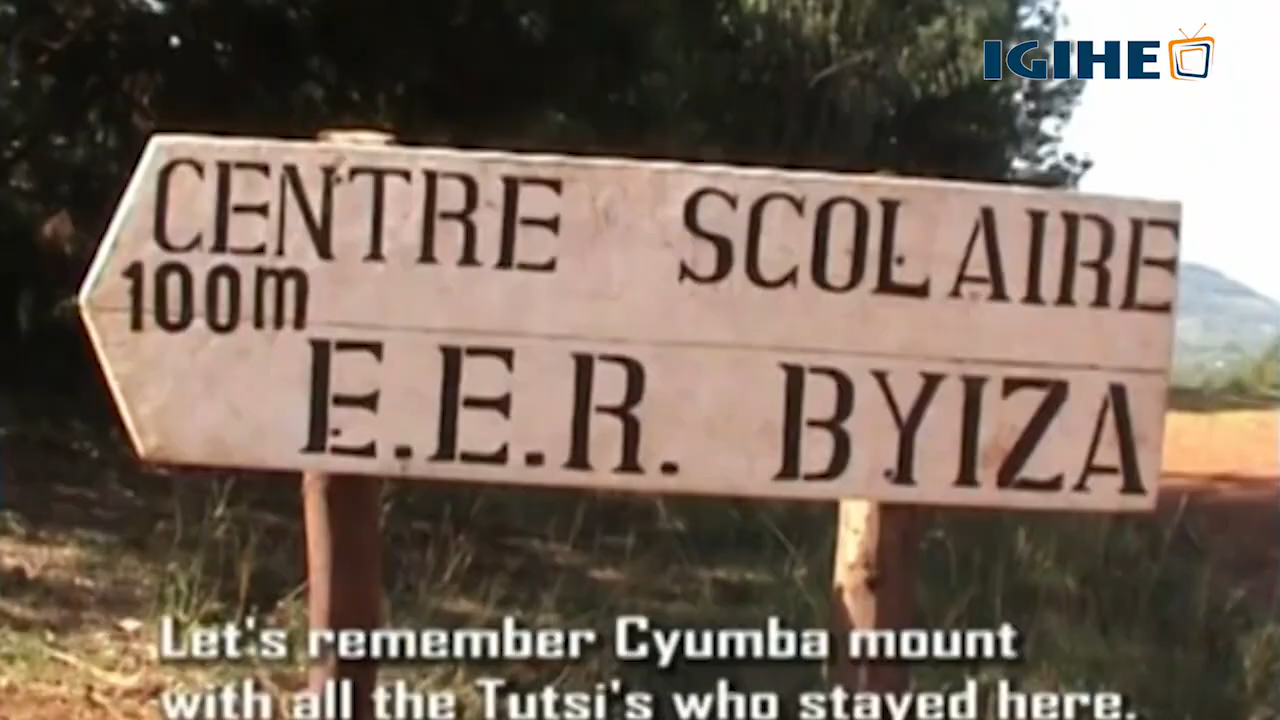 IGIHE
CENTRE SCOLAIRE
100m
E.E.R. BYIZA
Let's remember Cyumba mount
with all the Tutsi's who stayed here.